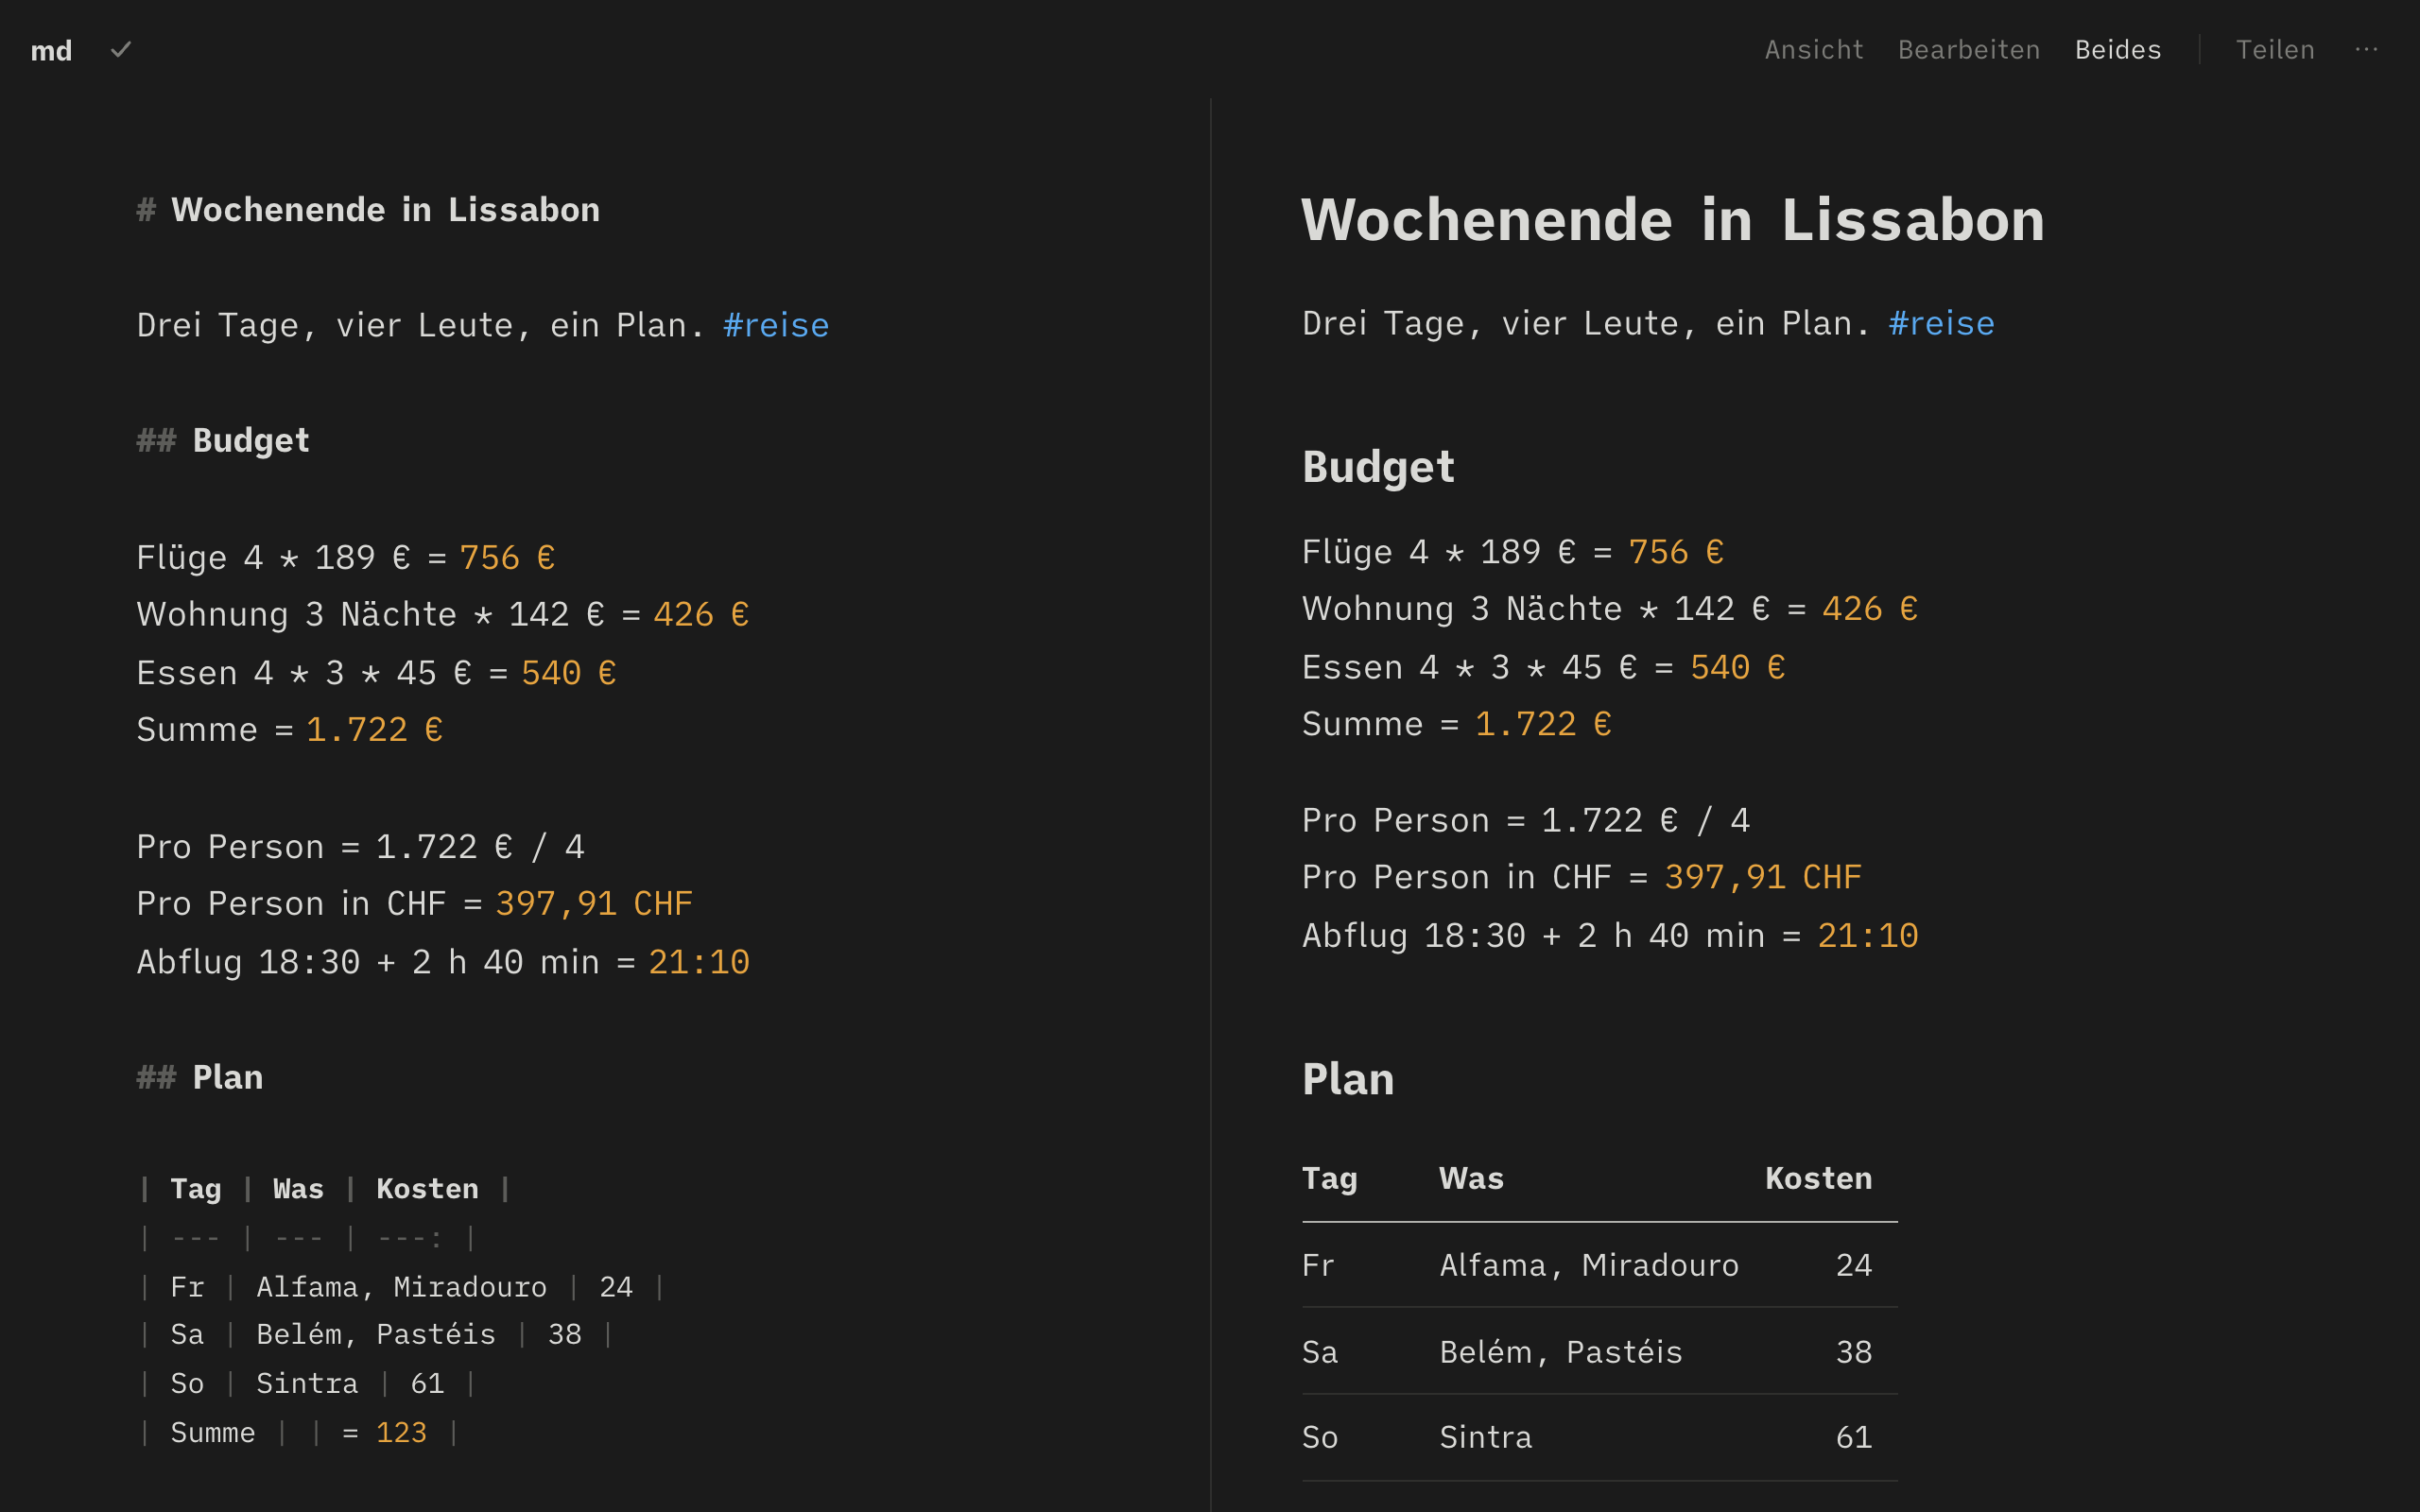 md ✓ Ansicht Bearbeiten Beides Teilen ···
# Wochenende in Lissabon
Drei Tage, vier Leute, ein Plan. #reise
## Budget
Flüge 4 * 189 € = 756 €
Wohnung 3 Nächte * 142 € = 426 €
Essen 4 * 3 * 45 € = 540 €
Summe = 1.722 €
Pro Person = 1.722 € / 4
Pro Person in CHF = 397,91 CHF
Abflug 18:30 + 2 h 40 min = 21:10
## Plan
| Tag | Was | Kosten |
| --- | --- | ---: |
| Fr | Alfama, Miradouro | 24 |
| Sa | Belém, Pastéis | 38 |
| So | Sintra | 61 |
| Summe | | = 123 |
Wochenende in Lissabon
Drei Tage, vier Leute, ein Plan. #reise
Budget
Flüge 4 * 189 € = 756 €
Wohnung 3 Nächte * 142 € = 426 €
Essen 4 * 3 * 45 € = 540 €
Summe = 1.722 €
Pro Person = 1.722 € / 4
Pro Person in CHF = 397,91 CHF
Abflug 18:30 + 2 h 40 min = 21:10
Plan
Tag Was Kosten
Fr Alfama, Miradouro 24
Sa Belém, Pastéis 38
So Sintra 61